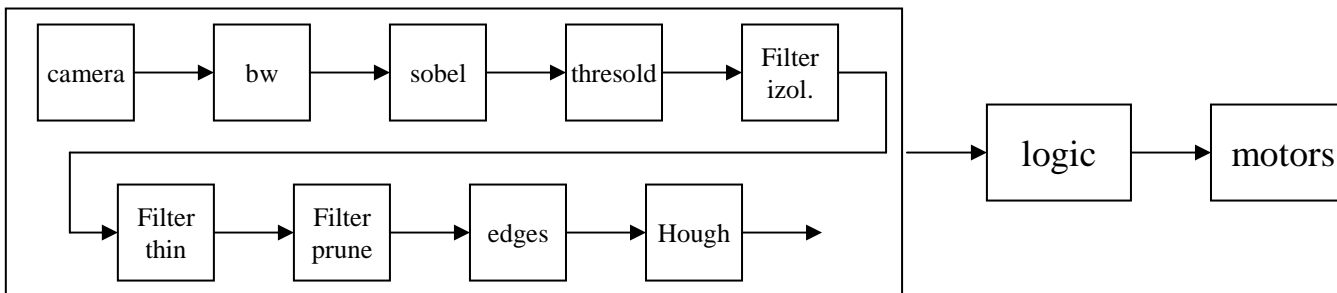 camera
bw
sobel
thresold
Filter
izol.
Filter
thin
Filter
prune
edges
Hough
logic
motors